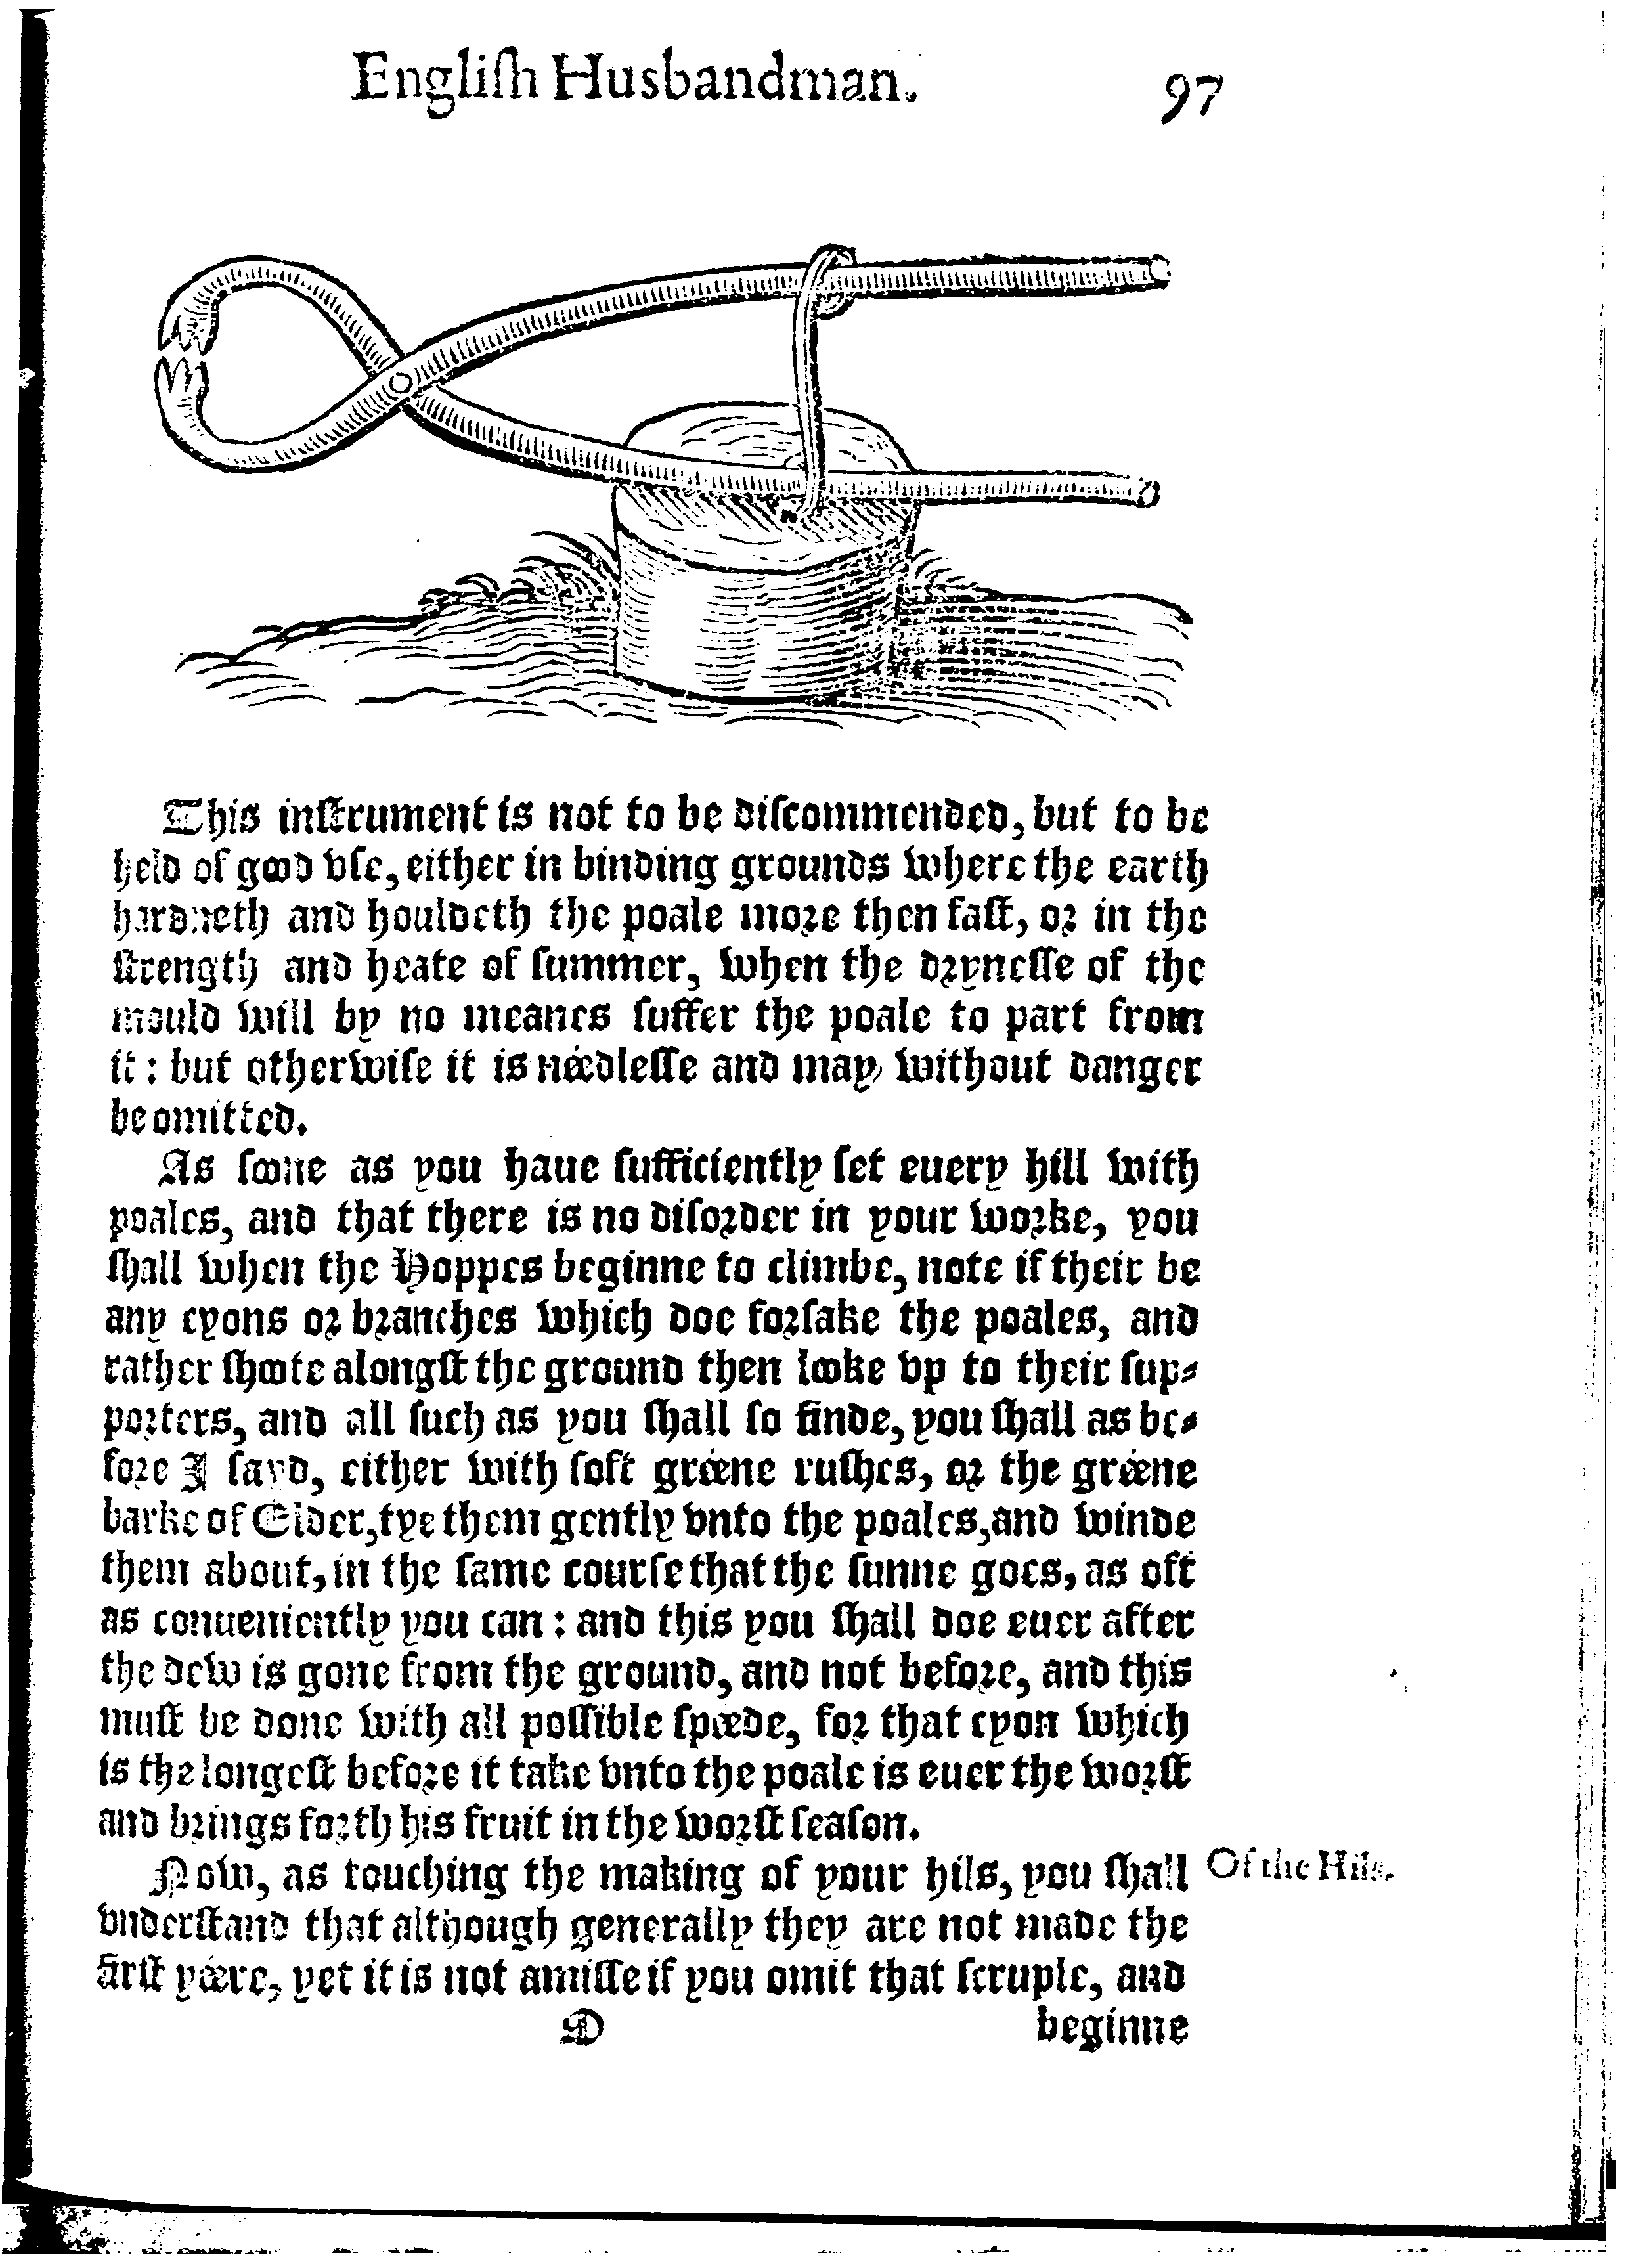 Engliſh Husbandman. 97
This inſtrument is not to be diſcommended, but to be
held of good vſe, either in binding grounds where the earth
hardneth and houldeth the poale more then faſt, or in the
ſtrength and heate of ſummer, when the dryneſſe of the
mould will by no meanes ſuffer the poale to part from
it: but otherwiſe it is néedleſſe and may, without danger
be omitted.
As ſoone as you haue ſufficiently ſet euery hill with
poales, and that there is no diſorder in your worke, you
ſhall when the Hoppes beginne to climbe, note if their be
any cyons or branches which doe forſake the poales, and
rather ſhoote alongſt the ground then looke vp to their ſup-
porters, and all ſuch as you ſhall ſo finde, you ſhall as be-
fore I ſayd, either with ſoft gréene ruſhes, or the gréene
barke of Elder, tye them gently vnto the poales, and winde
them about, in the ſame courſe that the ſunne goes, as oft
as conueniently you can: and this you ſhall doe euer after
the dew is gone from the ground, and not before, and this
muſt be done with all poſſible ſpéede, for that cyon which
is the longeſt before it take vnto the poale is euer the worſt
and brings forth his fruit in the worſt ſeaſon.
Now, as touching the making of your hils, you ſhall
Of the Hils.
vnderſtand that although generally they are not made the
firſt yéere, yet it is not amiſſe if you omit that ſcruple, and
O beginne